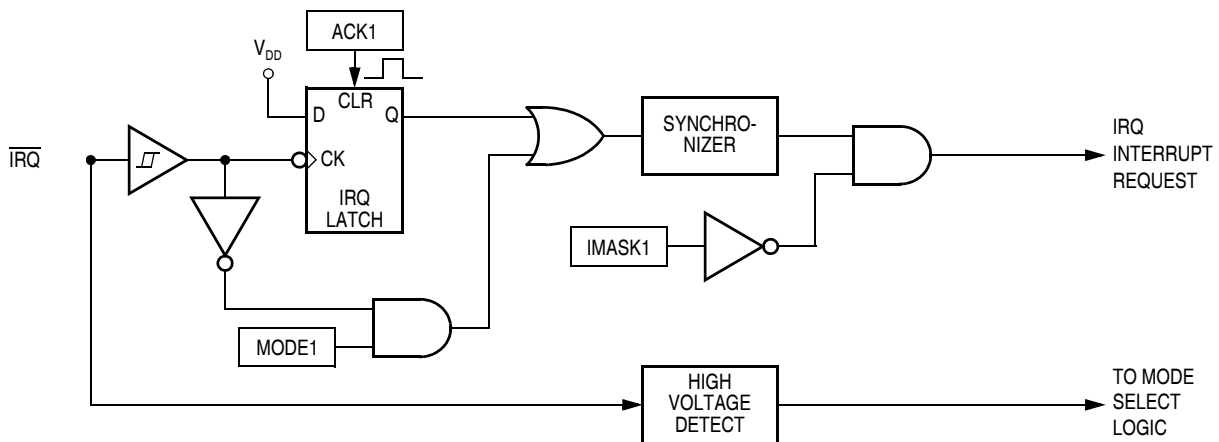 ACK1
VDD
CLR
D
Q
CK
IRQ
LATCH
IRQ
SYNCHRO-
NIZER
IRQ
INTERRUPT
REQUEST
IMASK1
MODE1
HIGH
VOLTAGE
DETECT
TO MODE
SELECT
LOGIC